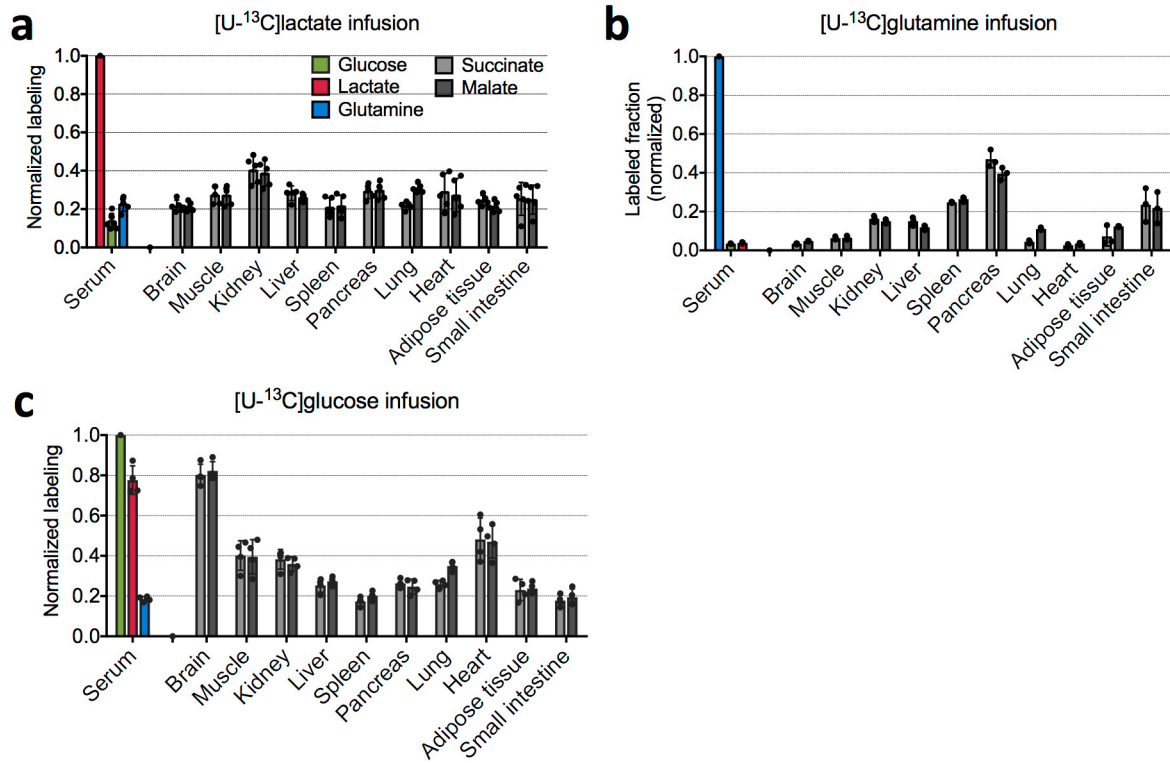 a
[U-¹³C]lactate infusion
Normalized labeling
1.0
0.8
0.6
0.4
0.2
0.0
Glucose
Lactate
Glutamine
Succinate
Malate
Serum
Brain
Muscle
Kidney
Liver
Spleen
Pancreas
Lung
Heart
Adipose tissue
Small intestine
b
[U-¹³C]glutamine infusion
Labeled fraction
(normalized)
1.0
0.8
0.6
0.4
0.2
0.0
Serum
Brain
Muscle
Kidney
Liver
Spleen
Pancreas
Lung
Heart
Adipose tissue
Small intestine
c
[U-¹³C]glucose infusion
Normalized labeling
1.0
0.8
0.6
0.4
0.2
0.0
Serum
Brain
Muscle
Kidney
Liver
Spleen
Pancreas
Lung
Heart
Adipose tissue
Small intestine